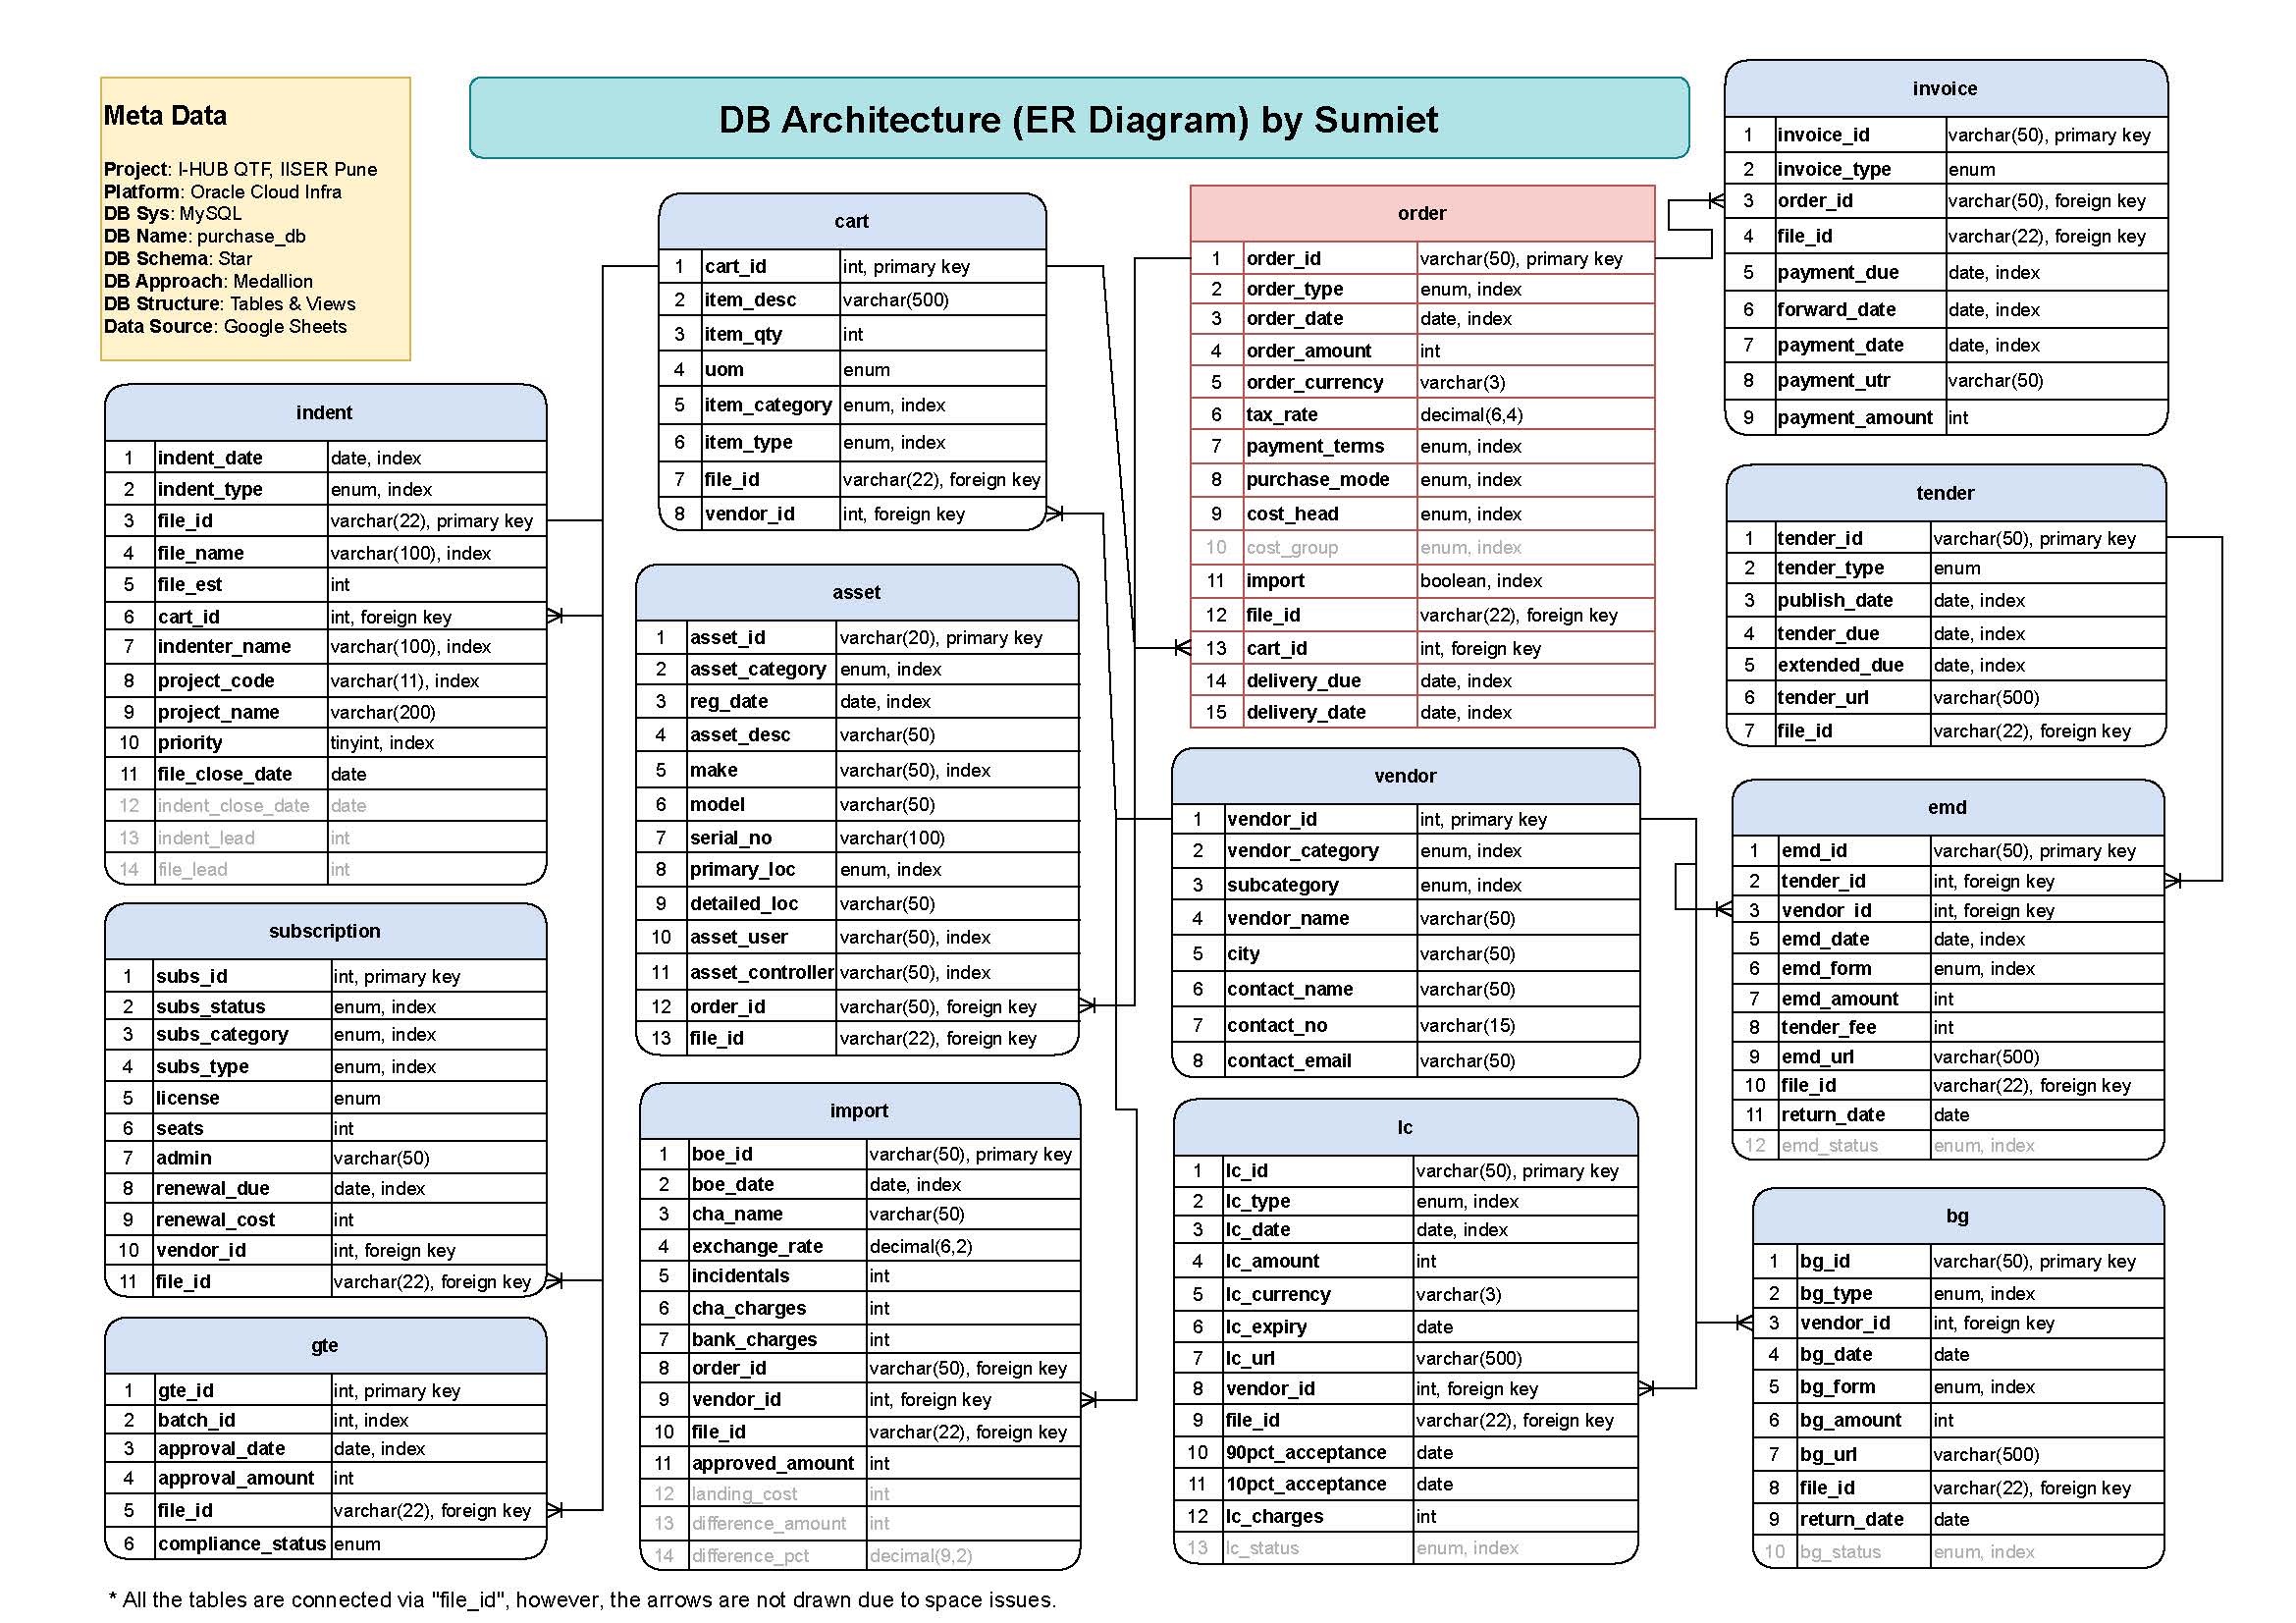 DB Architecture (ER Diagram) by Sumiet
Meta Data
Project: I-HUB QTF, IISER Pune
Platform: Oracle Cloud Infra
DB Sys: MySQL
DB Name: purchase_db
DB Schema: Star
DB Approach: Medallion
DB Structure: Tables & Views
Data Source: Google Sheets
indent
1 indent_date date, index
2 indent_type enum, index
3 file_id varchar(22), primary key
4 file_name varchar(100), index
5 file_est int
6 cart_id int, foreign key
7 indenter_name varchar(100), index
8 project_code varchar(11), index
9 project_name varchar(200)
10 priority tinyint, index
11 file_close_date date
12 indent_close_date date
13 indent_lead int
14 file_lead int
subscription
1 subs_id int, primary key
2 subs_status enum, index
3 subs_category enum, index
4 subs_type enum, index
5 license enum
6 seats int
7 admin varchar(50)
8 renewal_due date, index
9 renewal_cost int
10 vendor_id int, foreign key
11 file_id varchar(22), foreign key
gte
1 gte_id int, primary key
2 batch_id int, index
3 approval_date date, index
4 approval_amount int
5 file_id varchar(22), foreign key
6 compliance_status enum
cart
1 cart_id int, primary key
2 item_desc varchar(500)
3 item_qty int
4 uom enum
5 item_category enum, index
6 item_type enum, index
7 file_id varchar(22), foreign key
8 vendor_id int, foreign key
asset
1 asset_id varchar(20), primary key
2 asset_category enum, index
3 reg_date date, index
4 asset_desc varchar(50)
5 make varchar(50), index
6 model varchar(50)
7 serial_no varchar(100)
8 primary_loc enum, index
9 detailed_loc varchar(50)
10 asset_user varchar(50), index
11 asset_controller varchar(50), index
12 order_id varchar(50), foreign key
13 file_id varchar(22), foreign key
import
1 boe_id varchar(50), primary key
2 boe_date date, index
3 cha_name varchar(50)
4 exchange_rate decimal(6,2)
5 incidentals int
6 cha_charges int
7 bank_charges int
8 order_id varchar(50), foreign key
9 vendor_id int, foreign key
10 file_id varchar(22), foreign key
11 approved_amount int
12 landing_cost int
13 difference_amount int
14 difference_pct decimal(9,2)
order
1 order_id varchar(50), primary key
2 order_type enum, index
3 order_date date, index
4 order_amount int
5 order_currency varchar(3)
6 tax_rate decimal(6,4)
7 payment_terms enum, index
8 purchase_mode enum, index
9 cost_head enum, index
10 cost_group enum, index
11 import boolean, index
12 file_id varchar(22), foreign key
13 cart_id int, foreign key
14 delivery_due date, index
15 delivery_date date, index
vendor
1 vendor_id int, primary key
2 vendor_category enum, index
3 subcategory enum, index
4 vendor_name varchar(50)
5 city varchar(50)
6 contact_name varchar(50)
7 contact_no varchar(15)
8 contact_email varchar(50)
lc
1 lc_id varchar(50), primary key
2 lc_type enum, index
3 lc_date date, index
4 lc_amount int
5 lc_currency varchar(3)
6 lc_expiry date
7 lc_url varchar(500)
8 vendor_id int, foreign key
9 file_id varchar(22), foreign key
10 90pct_acceptance date
11 10pct_acceptance date
12 lc_charges int
13 lc_status enum, index
invoice
1 invoice_id varchar(50), primary key
2 invoice_type enum
3 order_id varchar(50), foreign key
4 file_id varchar(22), foreign key
5 payment_due date, index
6 forward_date date, index
7 payment_date date, index
8 payment_utr varchar(50)
9 payment_amount int
tender
1 tender_id varchar(50), primary key
2 tender_type enum
3 publish_date date, index
4 tender_due date, index
5 extended_due date, index
6 tender_url varchar(500)
7 file_id varchar(22), foreign key
emd
1 emd_id varchar(50), primary key
2 tender_id int, foreign key
3 vendor_id int, foreign key
5 emd_date date, index
6 emd_form enum, index
7 emd_amount int
8 tender_fee int
9 emd_url varchar(500)
10 file_id varchar(22), foreign key
11 return_date date
12 emd_status enum, index
bg
1 bg_id varchar(50), primary key
2 bg_type enum, index
3 vendor_id int, foreign key
4 bg_date date
5 bg_form enum, index
6 bg_amount int
7 bg_url varchar(500)
8 file_id varchar(22), foreign key
9 return_date date
10 bg_status enum, index
* All the tables are connected via "file_id", however, the arrows are not drawn due to space issues.